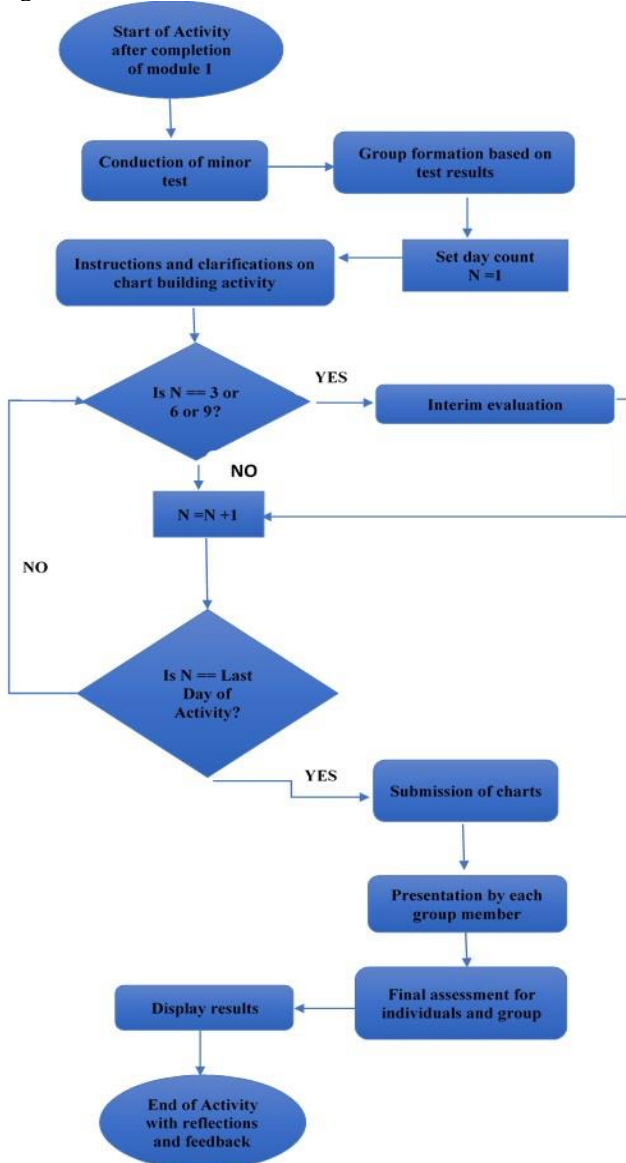 Start of Activity
after completion
of module 1
Conduction of minor
test
Group formation based on
test results
Set day count
N =1
Instructions and clarifications on
chart building activity
Is N == 3 or
6 or 9?
YES
Interim evaluation
NO
N =N +1
NO
Is N == Last
Day of
Activity?
YES
Submission of charts
Presentation by each
group member
Final assessment for
individuals and group
Display results
End of Activity
with reflections
and feedback